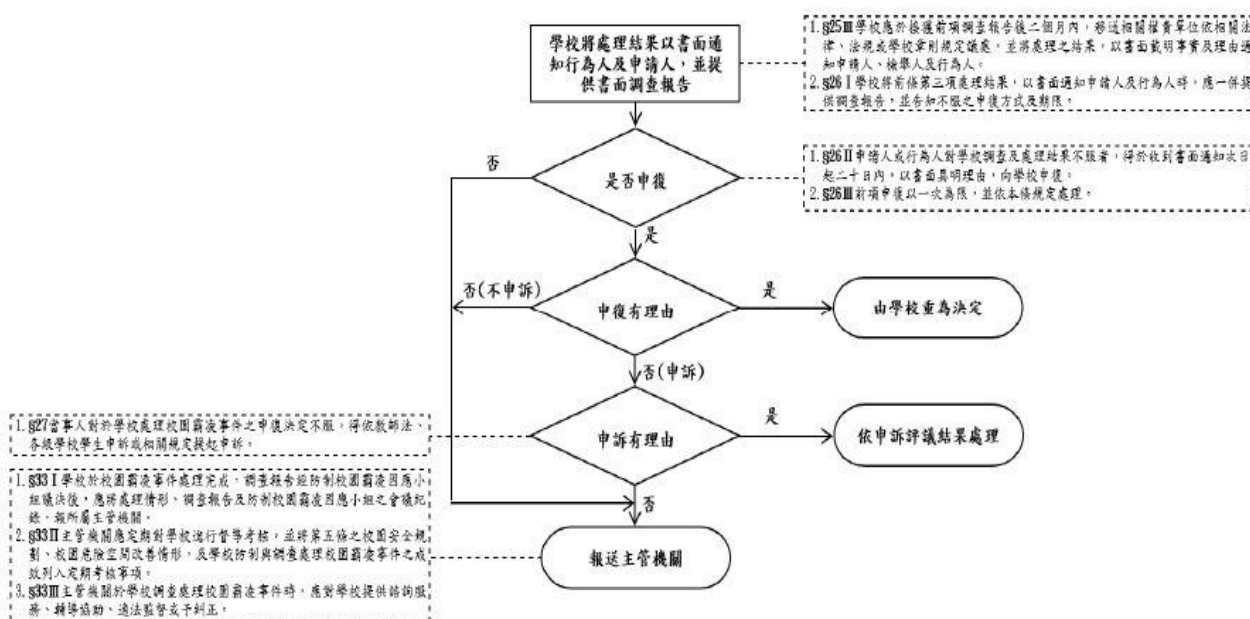 學校將處理結果以書面通
知行為人及申請人，並提
供書面調查報告
1. §25Ⅲ學校應於接獲前項調查報告後二個月內，移送相關權責單位依相關法
律、法規或學校章則規定議處，並將處理之結果，以書面載明事實及理由通
知申請人、檢舉人及行為人。
2. §26Ⅰ學校將前條第三項處理結果，以書面通知申請人及行為人時，應一併提
供調查報告，並告知不服之申復方式及期限。
否
是否申復
1. §26Ⅱ申請人或行為人對學校調查及處理結果不服者，得於收到書面通知次日
起二十日內，以書面具明理由，向學校申復。
2. §26Ⅲ前項申復以一次為限，並依本條規定處理。
是
否(不申訴)
申復有理由
是
由學校重為決定
否(申訴)
1. §27當事人對於學校處理校園霸凌事件之申復決定不服，得依教師法、
各級學校學生申訴或相關規定提起申訴。
申訴有理由
是
依申訴評議結果處理
否
1. §33Ⅰ學校於校園霸凌事件處理完成，調查報告經防制校園霸凌因應小
組議決後，應將處理情形、調查報告及防制校園霸凌因應小組之會議紀
錄，報所屬主管機關。
2. §33Ⅱ主管機關應定期對學校進行督導考核，並將第五條之校園安全規
劃、校園危險空間改善情形，及學校防制與調查處理校園霸凌事件之成
效列入定期考核事項。
3. §33Ⅲ主管機關於學校調查處理校園霸凌事件時，應對學校提供諮詢服
務、輔導協助、適法監督或予糾正。
報送主管機關